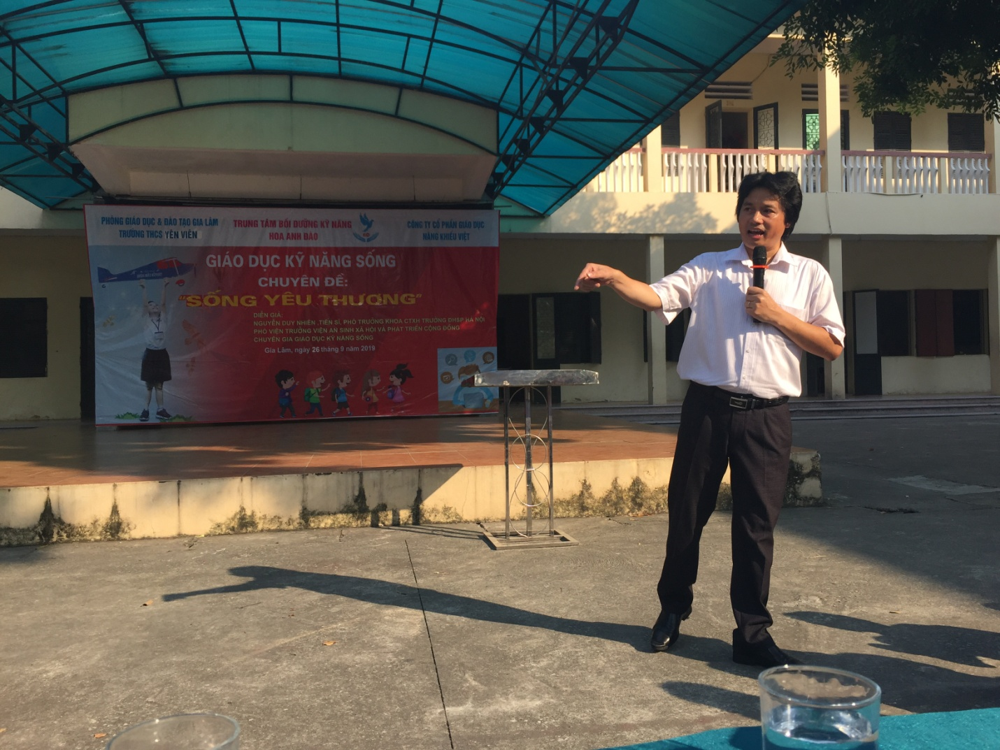 PHÒNG GIÁO DỤC & ĐÀO TẠO GIA LÂM
TRƯỜNG THCS YÊN VIÊN
TRUNG TÂM BỒI DƯỠNG KỸ NĂNG
HOA ANH ĐÀO
CÔNG TY CỔ PHẦN GIÁO DỤC
NĂNG KHIẾU VIỆT
GIÁO DỤC KỸ NĂNG SỐNG
CHUYÊN ĐỀ:
"SỐNG YÊU THƯƠNG"
DIỄN GIẢ:
NGUYỄN DUY NHIÊN ,TIẾN SĨ, PHÓ TRƯỞNG KHOA CTXH TRƯỜNG ĐHSP HÀ NỘI
PHÓ VIỆN TRƯỞNG VIỆN AN SINH XÃ HỘI VÀ PHÁT TRIỂN CỘNG ĐỒNG
CHUYÊN GIA GIÁO DỤC KỸ NĂNG SỐNG
Gia Lâm, ngày 26 tháng 9 năm 2019